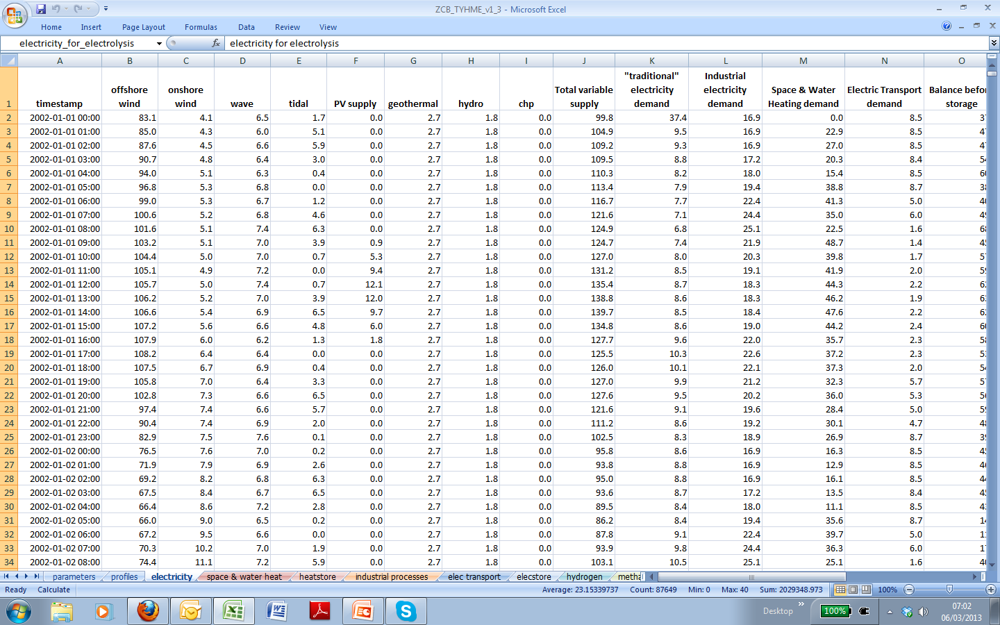 ZCB_TYHME_v1_3 - Microsoft Excel
Home Insert Page Layout Formulas Data Review View
electricity_for_electrolysis fx electricity for electrolysis
A B C D E F G H I J K L M N O
1 timestamp offshore wind onshore wind wave tidal PV supply geothermal hydro chp Total variable supply "traditional" electricity demand Industrial electricity demand Space & Water Heating demand Electric Transport demand Balance befor storage
2 2002-01-01 00:00 83.1 4.1 6.5 1.7 0.0 2.7 1.8 0.0 99.8 37.4 16.9 0.0 8.5
3 2002-01-01 01:00 85.0 4.3 6.0 5.1 0.0 2.7 1.8 0.0 104.9 9.5 16.9 22.9 8.5
4 2002-01-01 02:00 87.6 4.5 6.6 5.9 0.0 2.7 1.8 0.0 109.2 9.3 16.9 27.0 8.5
5 2002-01-01 03:00 90.7 4.8 6.4 3.0 0.0 2.7 1.8 0.0 109.5 8.8 17.2 20.3 8.4
6 2002-01-01 04:00 94.0 5.1 6.3 0.4 0.0 2.7 1.8 0.0 110.3 8.2 18.0 15.4 8.5
7 2002-01-01 05:00 96.8 5.3 6.8 0.0 0.0 2.7 1.8 0.0 113.4 7.9 19.4 38.8 8.7
8 2002-01-01 06:00 99.0 5.3 6.7 1.2 0.0 2.7 1.8 0.0 116.7 7.7 22.4 41.3 5.0
9 2002-01-01 07:00 100.6 5.2 6.8 4.6 0.0 2.7 1.8 0.0 121.6 7.1 24.4 35.0 6.0
10 2002-01-01 08:00 101.6 5.1 7.4 6.3 0.0 2.7 1.8 0.0 124.9 6.8 25.1 22.5 1.6
11 2002-01-01 09:00 103.2 5.1 7.0 3.9 0.9 2.7 1.8 0.0 124.7 7.4 21.9 48.7 1.4
12 2002-01-01 10:00 104.4 5.0 7.0 0.7 5.3 2.7 1.8 0.0 127.0 8.0 20.3 39.8 1.7
13 2002-01-01 11:00 105.1 4.9 7.2 0.0 9.4 2.7 1.8 0.0 131.2 8.5 19.1 41.9 2.0
14 2002-01-01 12:00 105.7 5.0 7.4 0.7 12.1 2.7 1.8 0.0 135.4 8.7 18.3 44.3 2.2
15 2002-01-01 13:00 106.2 5.2 7.0 3.9 12.0 2.7 1.8 0.0 138.8 8.6 18.3 46.2 1.9
16 2002-01-01 14:00 106.6 5.4 6.9 6.5 9.7 2.7 1.8 0.0 139.7 8.5 18.4 47.6 2.2
17 2002-01-01 15:00 107.2 5.6 6.6 4.8 6.0 2.7 1.8 0.0 134.8 8.6 19.0 44.2 2.4
18 2002-01-01 16:00 107.9 6.0 6.2 1.3 1.8 2.7 1.8 0.0 127.7 9.6 22.0 35.7 2.3
19 2002-01-01 17:00 108.2 6.4 6.4 0.0 0.0 2.7 1.8 0.0 125.5 10.3 22.6 37.2 2.3
20 2002-01-01 18:00 107.5 6.7 6.9 0.4 0.0 2.7 1.8 0.0 126.0 10.1 22.1 37.3 2.0
21 2002-01-01 19:00 105.8 7.0 6.4 3.3 0.0 2.7 1.8 0.0 127.0 9.9 21.2 32.3 5.7
22 2002-01-01 20:00 102.8 7.3 6.6 6.5 0.0 2.7 1.8 0.0 127.6 9.5 20.2 36.0 5.3
23 2002-01-01 21:00 97.4 7.4 6.6 5.7 0.0 2.7 1.8 0.0 121.6 9.1 19.6 28.4 5.0
24 2002-01-01 22:00 90.4 7.4 6.9 2.0 0.0 2.7 1.8 0.0 111.2 8.6 19.2 30.1 4.7
25 2002-01-01 23:00 82.9 7.5 7.6 0.1 0.0 2.7 1.8 0.0 102.5 8.3 18.9 26.9 8.7
26 2002-01-02 00:00 76.5 7.6 7.0 0.2 0.0 2.7 1.8 0.0 95.8 8.6 16.9 16.3 8.5
27 2002-01-02 01:00 71.9 7.9 6.9 2.6 0.0 2.7 1.8 0.0 93.8 8.8 16.9 12.9 8.5
28 2002-01-02 02:00 69.2 8.2 6.8 6.3 0.0 2.7 1.8 0.0 95.0 8.8 16.9 16.1 8.5
29 2002-01-02 03:00 67.5 8.4 6.7 6.5 0.0 2.7 1.8 0.0 93.6 8.7 17.2 13.5 8.4
30 2002-01-02 04:00 66.4 8.6 7.2 2.8 0.0 2.7 1.8 0.0 89.5 8.4 18.0 11.1 8.5
31 2002-01-02 05:00 66.0 9.0 6.5 0.2 0.0 2.7 1.8 0.0 86.2 8.4 19.4 35.6 8.7
32 2002-01-02 06:00 67.2 9.5 6.6 0.0 0.0 2.7 1.8 0.0 87.8 9.1 22.4 39.7 5.0
33 2002-01-02 07:00 70.3 10.2 7.0 1.9 0.0 2.7 1.8 0.0 93.9 9.8 24.4 36.3 6.0
34 2002-01-02 08:00 74.4 11.1 7.2 5.9 0.0 2.7 1.8 0.0 103.1 10.5 25.1 25.1 1.6
parameters profiles electricity space & water heat heatstore industrial processes elec transport elecstore hydrogen metha
Ready Calculate Average: 23.15339737 Count: 87649 Min: 0 Max: 40 Sum: 2029348.973 100%
Desktop 100% 07:02
06/03/2013